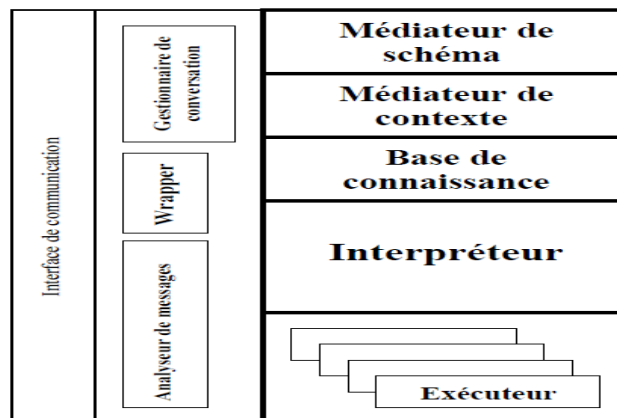 Interface de communication
Gestionnaire de
conversation
Wrapper
Analyseur de messages
Médiateur de
schéma
Médiateur de
contexte
Base de
connaissance
Interpréteur
Exécuteur